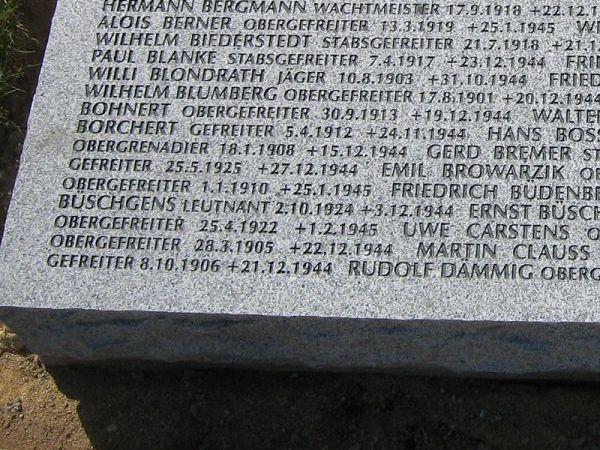 HERMANN BERGMANN WACHTMEISTER 17.9.1918 +22.12.1
ALOIS BERNER OBERGEFREITER 13.3.1919 +25.1.1945 WI
WILHELM BIEDERSTEDT STABSGEFREITER 21.7.1918 +21.1
PAUL BLANKE STABSGEFREITER 7.4.1917 +23.12.1944 FRI
WILLI BLONDRATH JÄGER 10.8.1903 +31.10.1944 FRIED
WILHELM BLUMBERG OBERGEFREITER 17.8.1901 +20.12.1944
BOHNERT OBERGEFREITER 30.9.1913 +19.12.1944 WALTER
BORCHERT GEFREITER 5.4.1912 +24.11.1944 HANS BOSS
OBERGRENADIER 18.1.1908 +15.12.1944 GERD BREMER ST
GEFREITER 25.5.1925 +27.12.1944 EMIL BROWARZIK OB
OBERGEFREITER 1.1.1910 +25.1.1945 FRIEDRICH BUDENBE
BÜSCHGENS LEUTNANT 2.10.1924 +3.12.1944 ERNST BÜSCH
OBERGEFREITER 25.4.1922 +1.2.1945 UWE CARSTENS O
OBERGEFREITER 28.3.1905 +22.12.1944 MARTIN CLAUSS
GEFREITER 8.10.1906 +21.12.1944 RUDOLF DÄMMIG OBERG